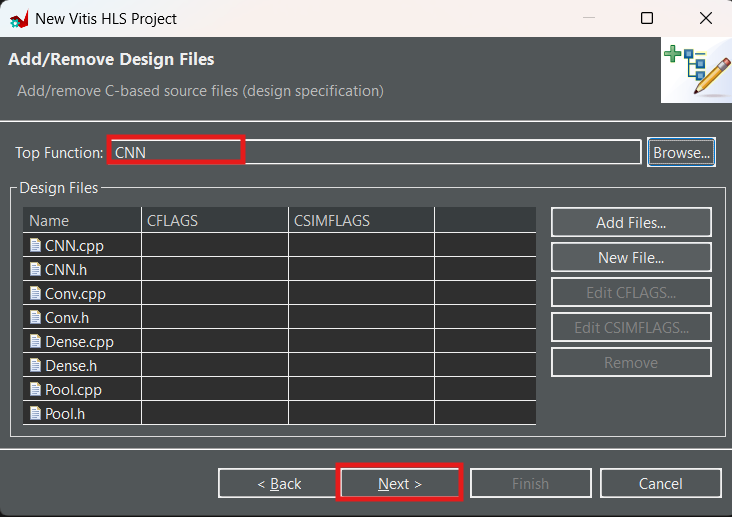 New Vitis HLS Project
Add/Remove Design Files
Add/remove C-based source files (design specification)
Top Function: CNN Browse...
Design Files
Name CFLAGS CSIMFLAGS
CNN.cpp
CNN.h
Conv.cpp
Conv.h
Dense.cpp
Dense.h
Pool.cpp
Pool.h
Add Files...
New File...
Edit CFLAGS...
Edit CSIMFLAGS...
Remove
< Back Next > Finish Cancel